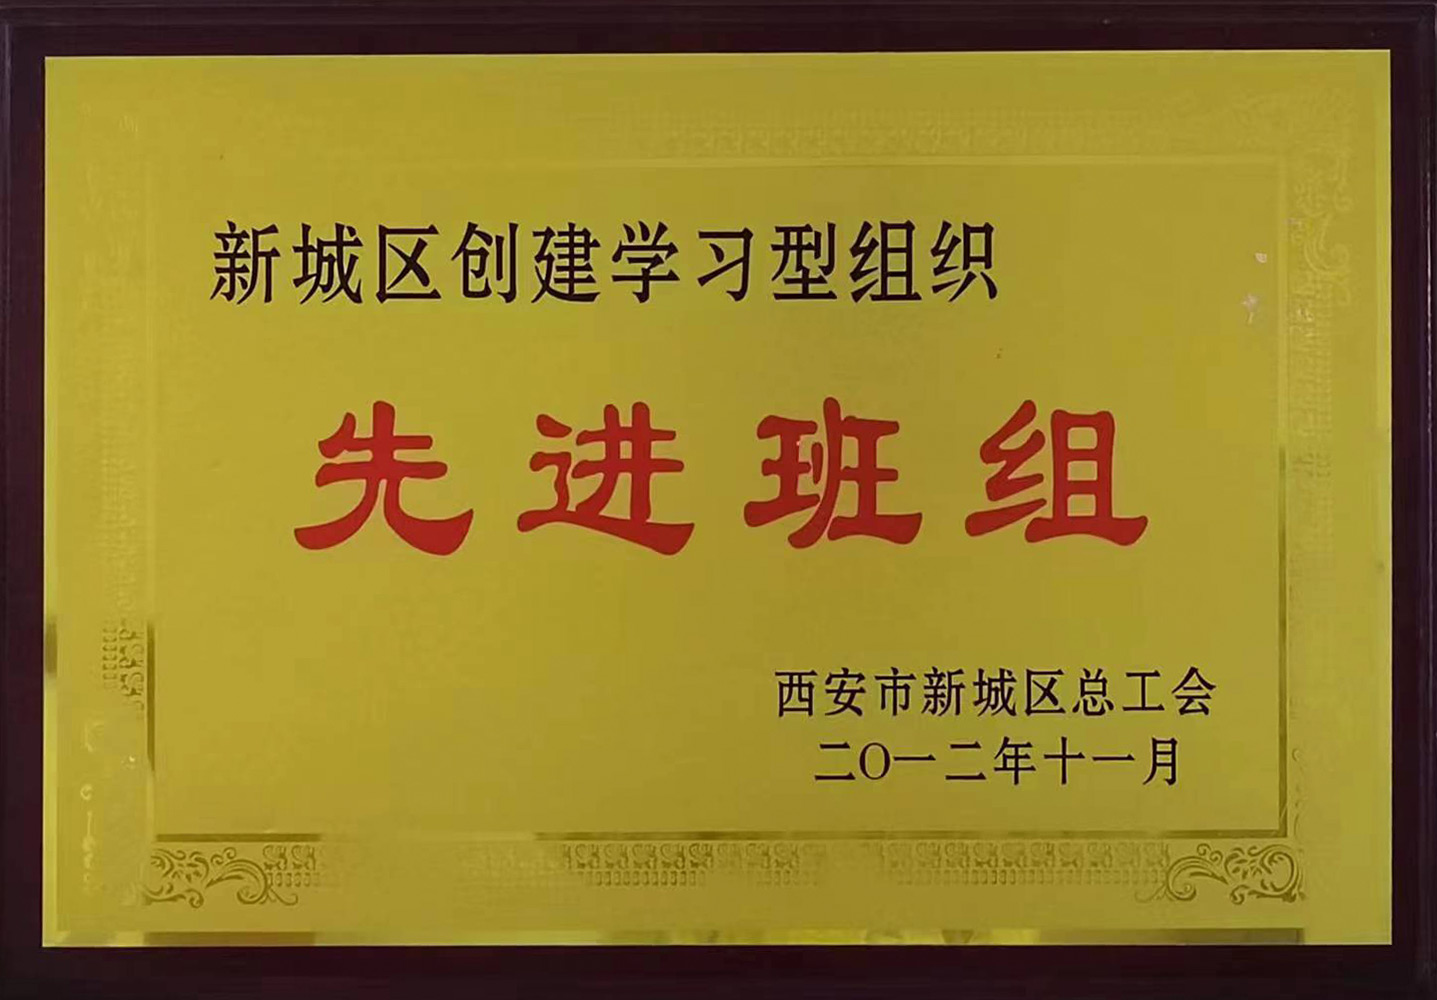 新城区创建学习型组织
先进班组
西安市新城区总工会
二〇一二年十一月